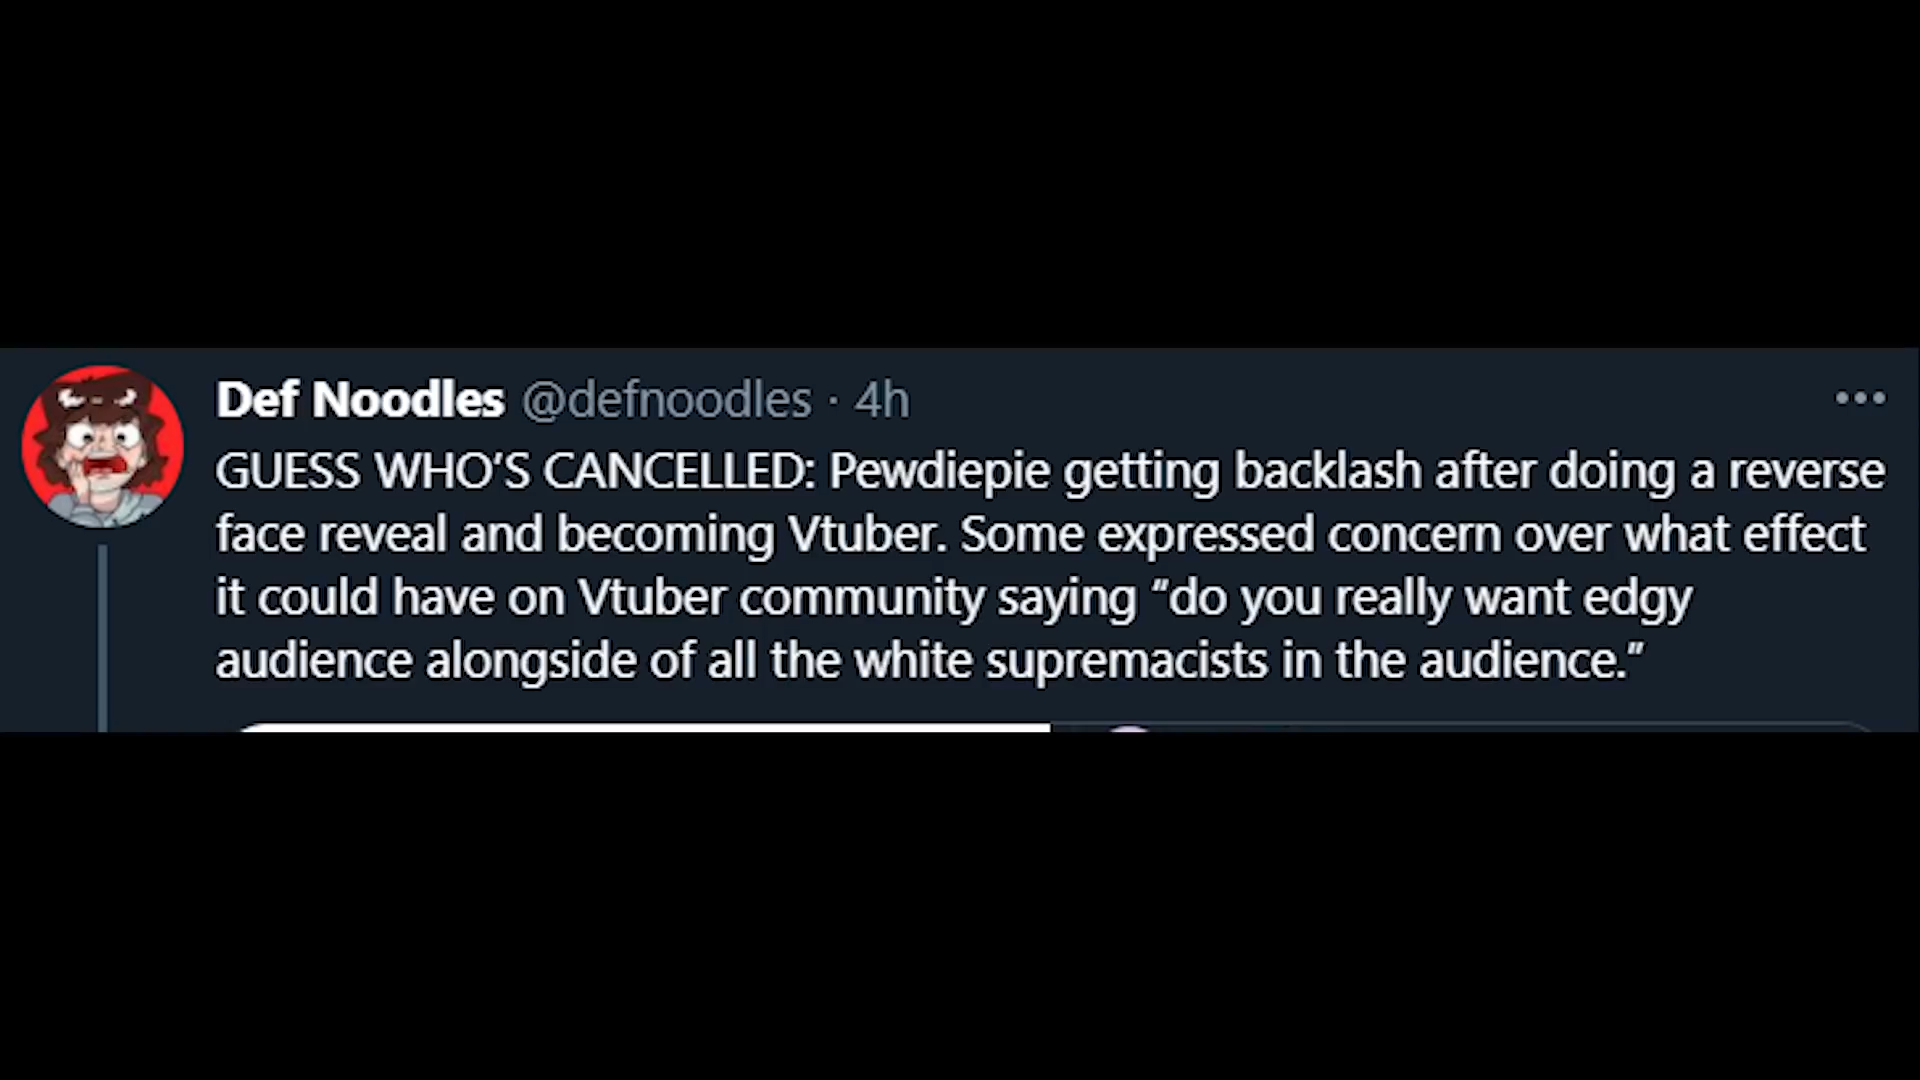 Def Noodles @defnoodles · 4h
GUESS WHO'S CANCELLED: Pewdiepie getting backlash after doing a reverse
face reveal and becoming Vtuber. Some expressed concern over what effect
it could have on Vtuber community saying “do you really want edgy
audience alongside of all the white supremacists in the audience.”